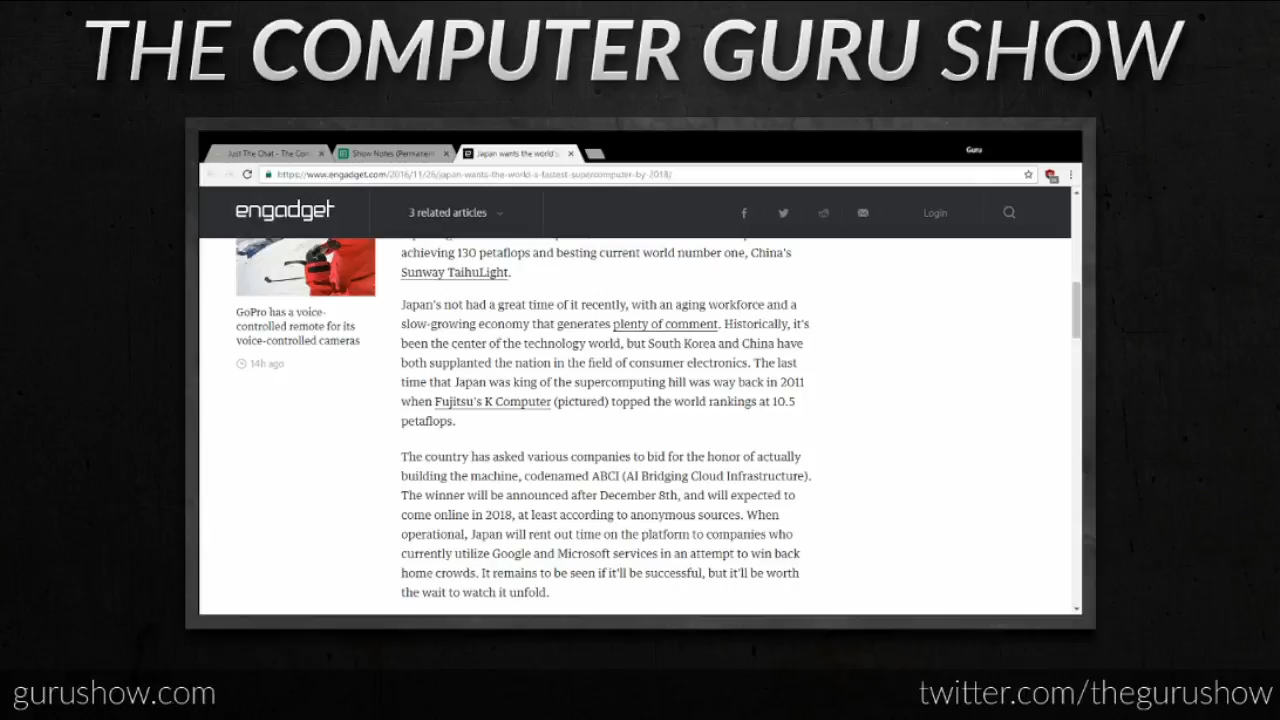 THE COMPUTER GURU SHOW
Just The Chat - The Con
Show Notes (Permanent
Japan wants the world's
Guru
https://www.engadget.com/2016/11/26/japan-wants-the-world-s-fastest-supercomputer-by-2018/
engadget
3 related articles
Login
achieving 130 petaflops and besting current world number one, China's
Sunway TaihuLight.
GoPro has a voice-
controlled remote for its
voice-controlled cameras
14h ago
Japan's not had a great time of it recently, with an aging workforce and a
slow-growing economy that generates plenty of comment. Historically, it's
been the center of the technology world, but South Korea and China have
both supplanted the nation in the field of consumer electronics. The last
time that Japan was king of the supercomputing hill was way back in 2011
when Fujitsu's K Computer (pictured) topped the world rankings at 10.5
petaflops.
The country has asked various companies to bid for the honor of actually
building the machine, codenamed ABCI (AI Bridging Cloud Infrastructure).
The winner will be announced after December 8th, and will expected to
come online in 2018, at least according to anonymous sources. When
operational, Japan will rent out time on the platform to companies who
currently utilize Google and Microsoft services in an attempt to win back
home crowds. It remains to be seen if it'll be successful, but it'll be worth
the wait to watch it unfold.
gurushow.com
twitter.com/thegurushow